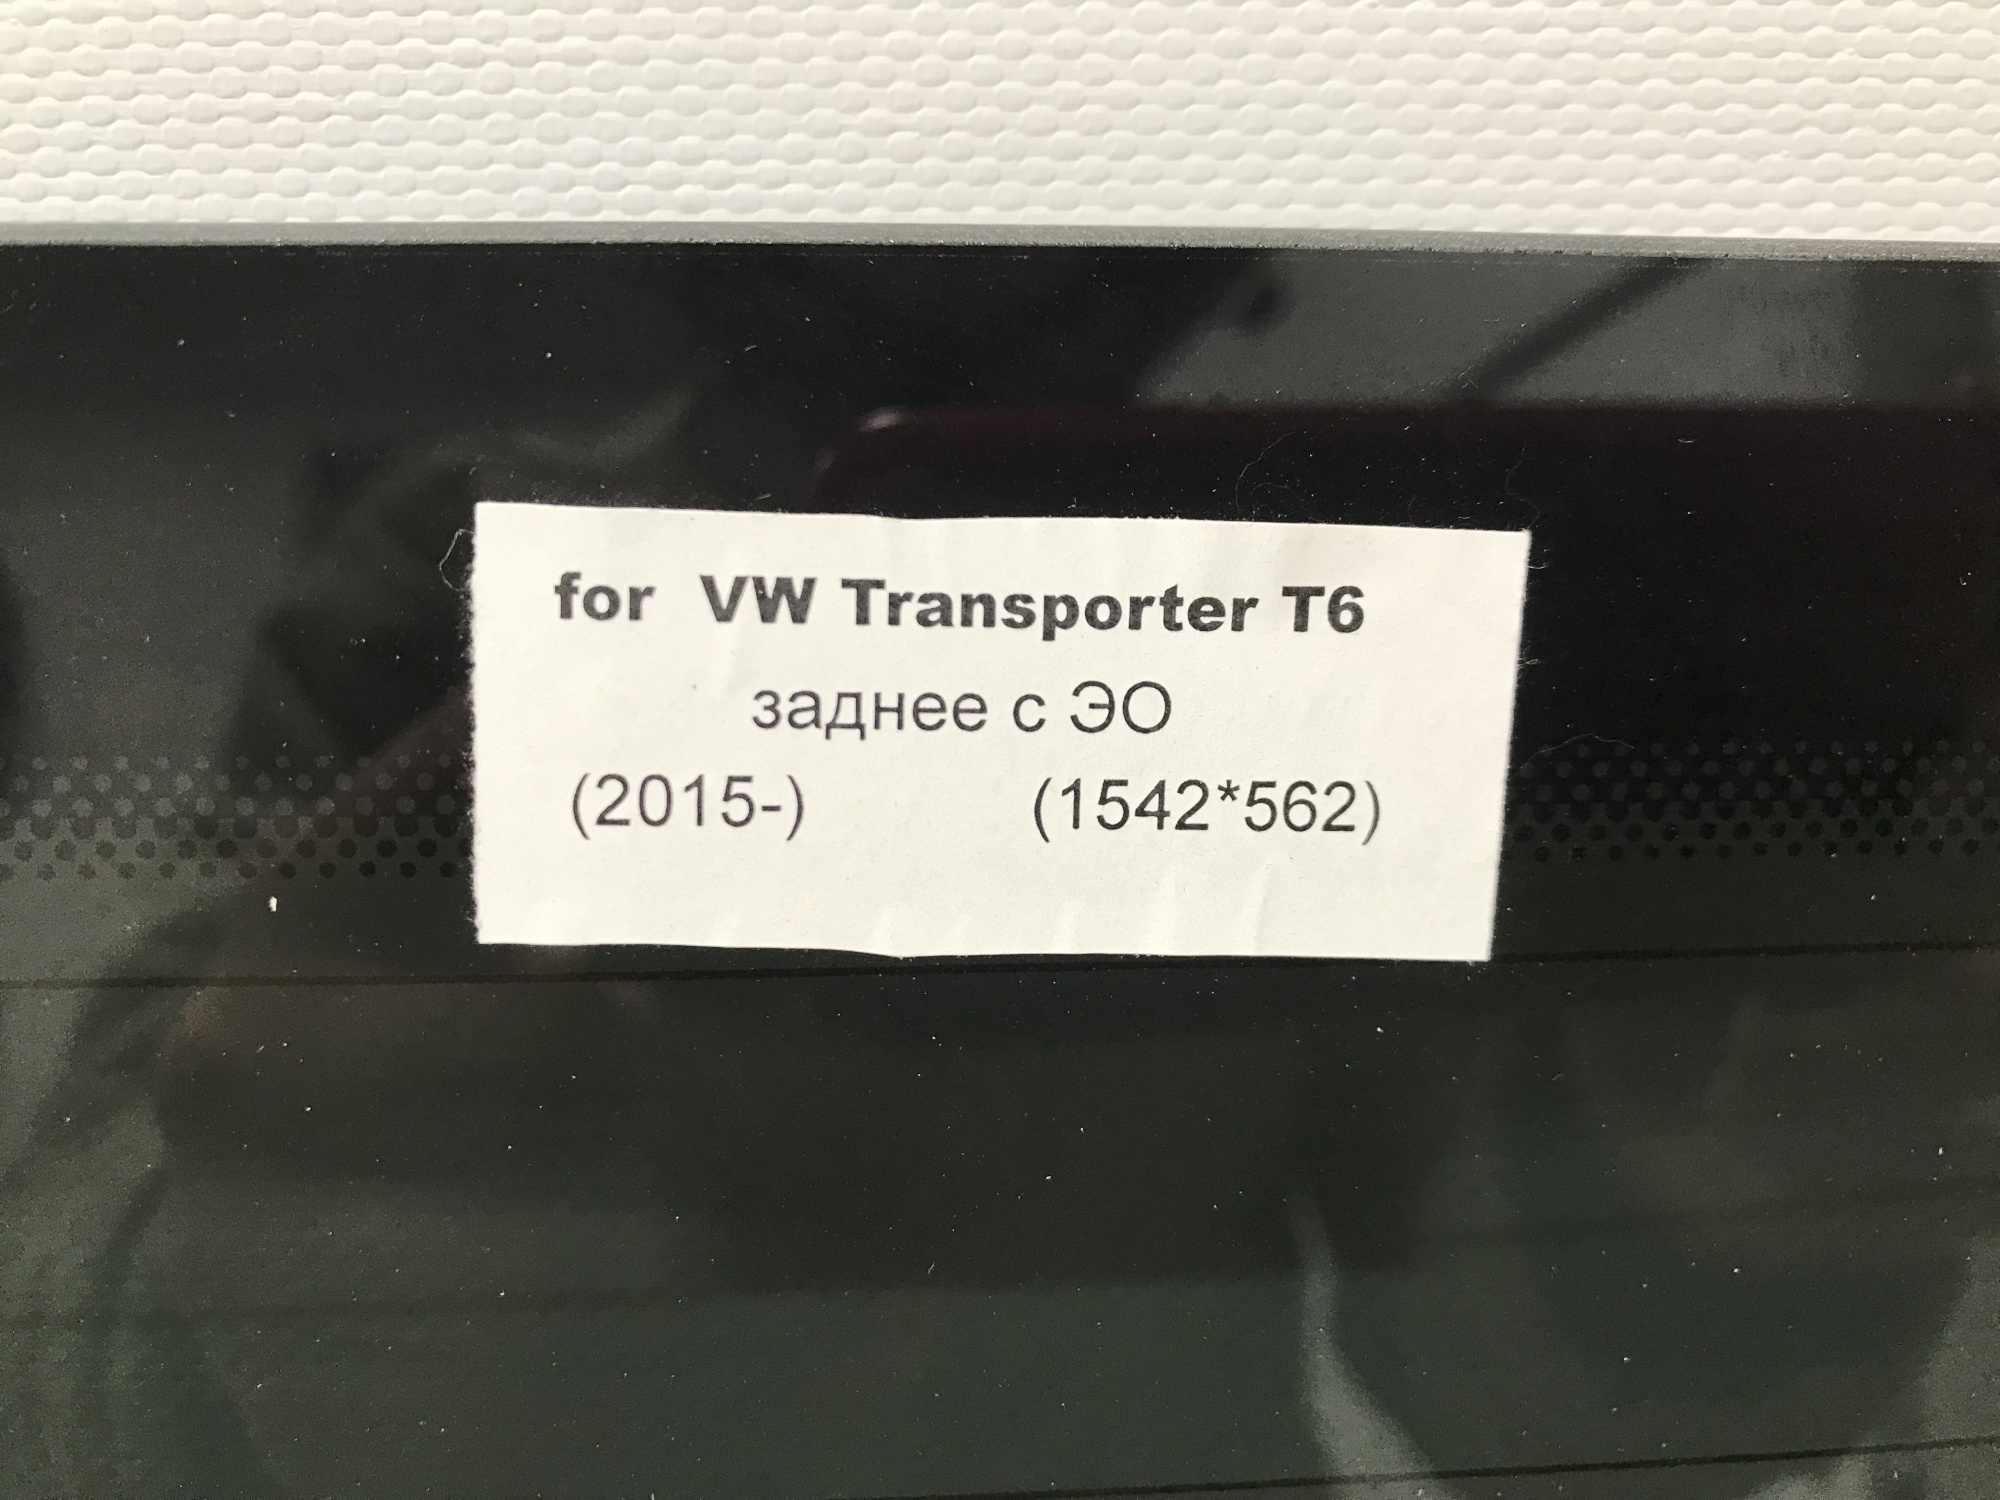 for VW Transporter T6
заднее с ЭО
(2015-) (1542*562)